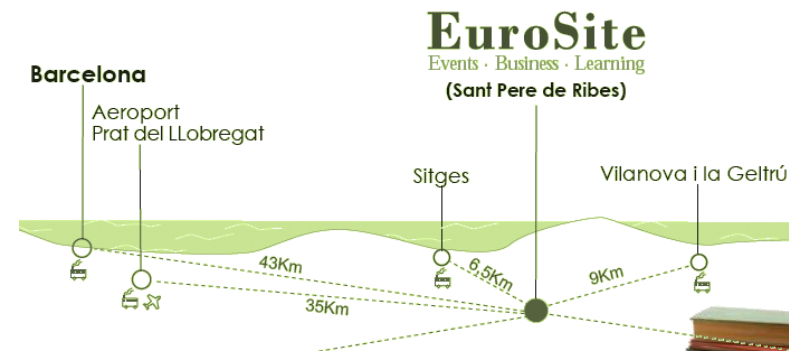 EuroSite
Events · Business · Learning
(Sant Pere de Ribes)
Barcelona
Aeroport
Prat del LLobregat
Sitges
Vilanova i la Geltrú
43Km
6,5Km
9Km
35Km